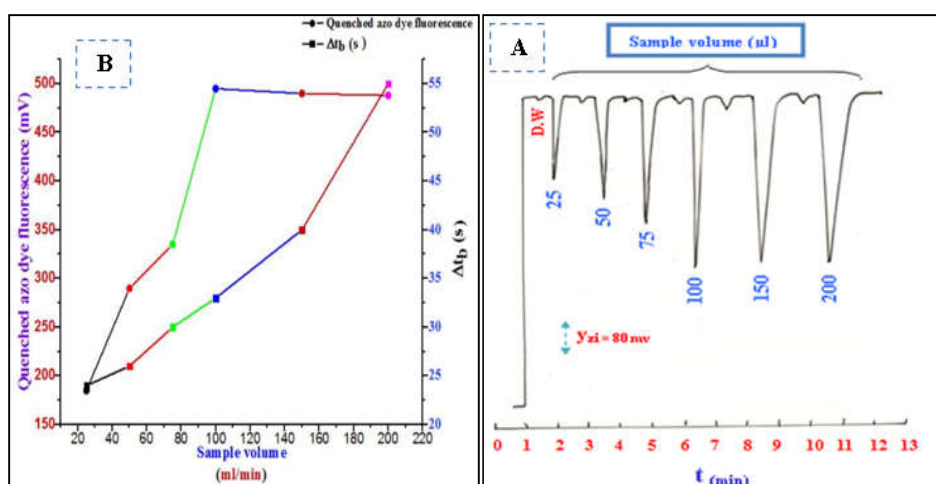 B
Quenched azo dye fluorescence
Δt_b (s)
Quenched azo dye fluorescence (mV)
500
450
400
350
300
250
200
150
55
50
45
40
35
30
25
20
Δt_b (s)
20 40 60 80 100 120 140 160 180 200 220
Sample volume
(ml/min)
A
Sample volume (µl)
D.W
25
50
75
100
150
200
y_zi = 80 mv
0 1 2 3 4 5 6 7 8 9 10 11 12 13
t (min)